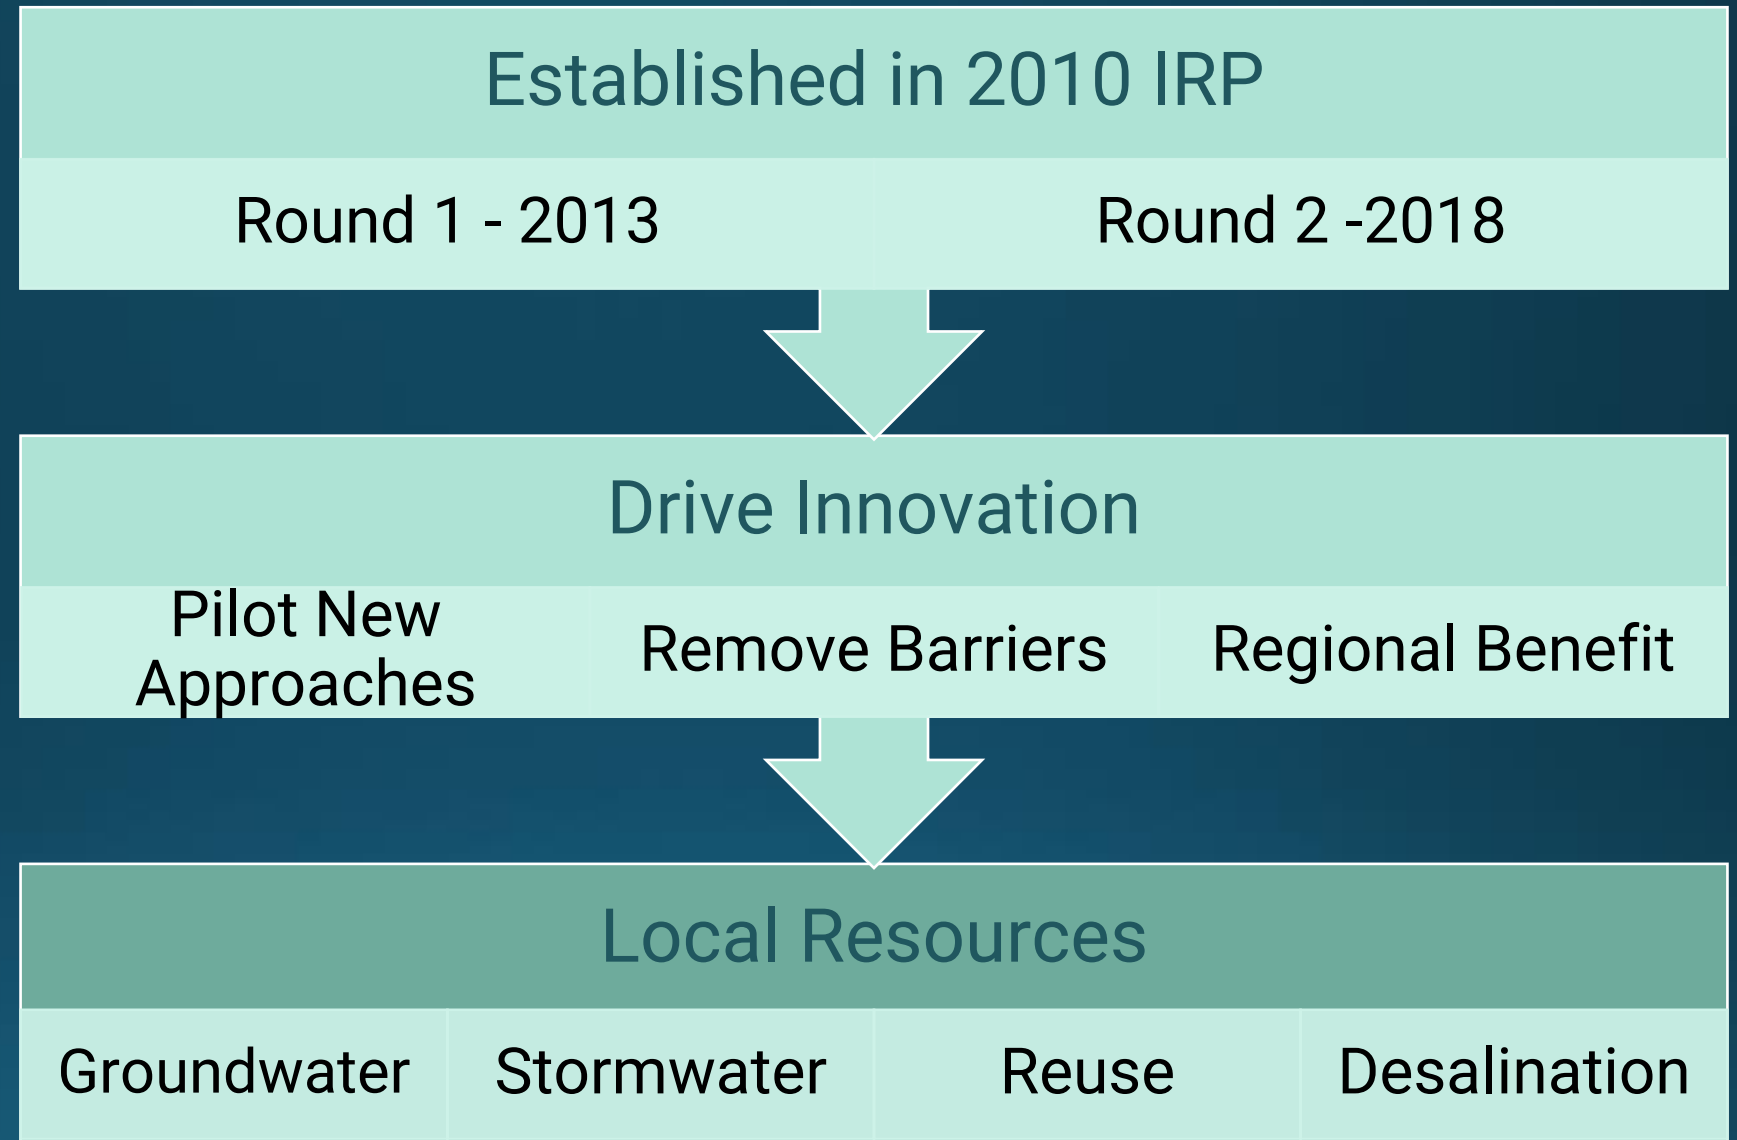 Established in 2010 IRP
Round 1 - 2013
Round 2 -2018
Drive Innovation
Pilot New
Approaches
Remove Barriers
Regional Benefit
Local Resources
Groundwater
Stormwater
Reuse
Desalination